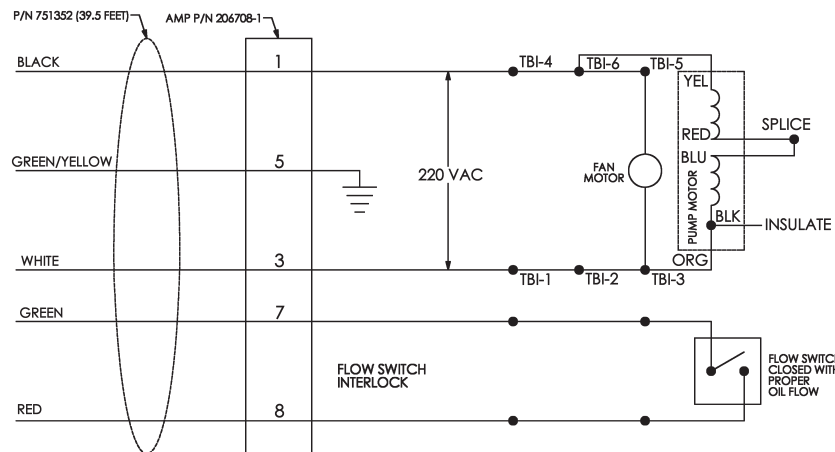 P/N 751352 (39.5 FEET)
AMP P/N 206708-1
BLACK
1
TBI-4
TBI-6
TBI-5
YEL
RED
SPLICE
BLU
GREEN/YELLOW
5
220 VAC
FAN
MOTOR
PUMP MOTOR
BLK
INSULATE
ORG
WHITE
3
TBI-1
TBI-2
TBI-3
GREEN
7
FLOW SWITCH
INTERLOCK
FLOW SWITC
CLOSED WITH
PROPER
OIL FLOW
RED
8